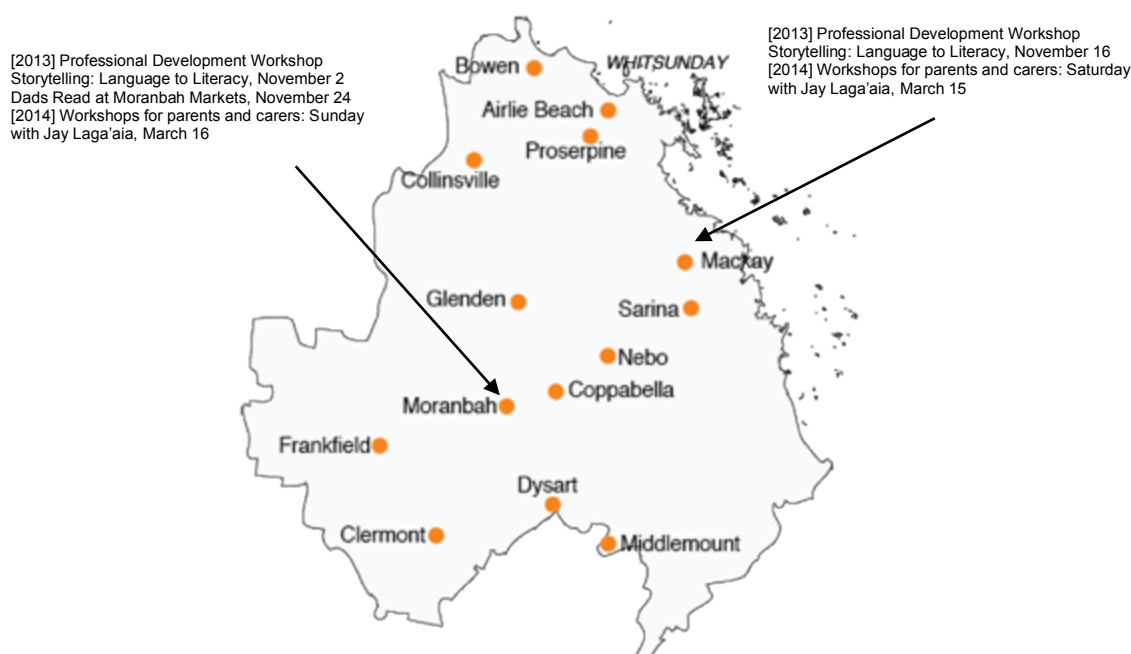 [2013] Professional Development Workshop
Storytelling: Language to Literacy, November 2
Dads Read at Moranbah Markets, November 24
[2014] Workshops for parents and carers: Sunday
with Jay Laga'aia, March 16
[2013] Professional Development Workshop
Storytelling: Language to Literacy, November 16
[2014] Workshops for parents and carers: Saturday
with Jay Laga'aia, March 15
Bowen
WHITSUNDAY
Airlie Beach
Proserpine
Collinsville
Mackay
Glenden
Sarina
Nebo
Coppabella
Moranbah
Frankfield
Dysart
Clermont
Middlemount